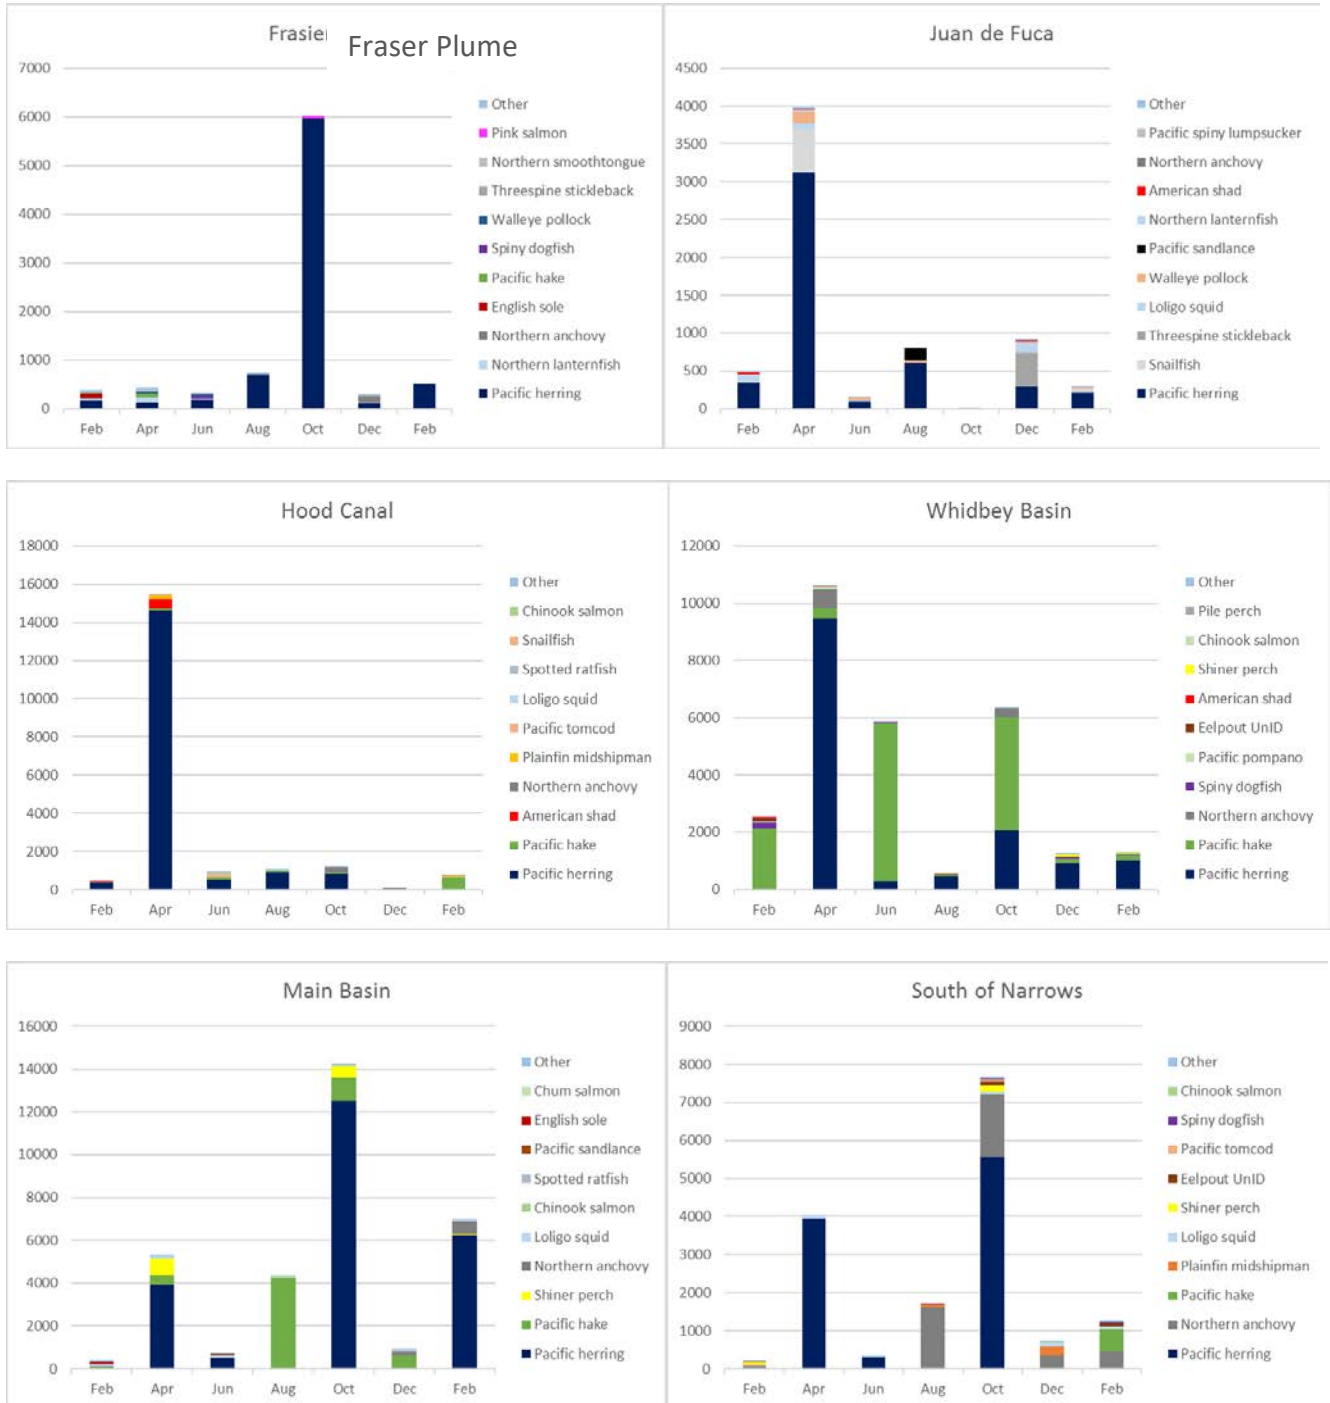 Frasier
Fraser Plume
7000
6000
5000
4000
3000
2000
1000
0
Feb Apr Jun Aug Oct Dec Feb
Other
Pink salmon
Northern smoothtongue
Threespine stickleback
Walleye pollock
Spiny dogfish
Pacific hake
English sole
Northern anchovy
Northern lanternfish
Pacific herring
Juan de Fuca
4500
4000
3500
3000
2500
2000
1500
1000
500
0
Feb Apr Jun Aug Oct Dec Feb
Other
Pacific spiny lumpsucker
Northern anchovy
American shad
Northern lanternfish
Pacific sandlance
Walleye pollock
Loligo squid
Threespine stickleback
Snailfish
Pacific herring
Hood Canal
18000
16000
14000
12000
10000
8000
6000
4000
2000
0
Feb Apr Jun Aug Oct Dec Feb
Other
Chinook salmon
Snailfish
Spotted ratfish
Loligo squid
Pacific tomcod
Plainfin midshipman
Northern anchovy
American shad
Pacific hake
Pacific herring
Whidbey Basin
12000
10000
8000
6000
4000
2000
0
Feb Apr Jun Aug Oct Dec Feb
Other
Pile perch
Chinook salmon
Shiner perch
American shad
Eelpout UnID
Pacific pompano
Spiny dogfish
Northern anchovy
Pacific hake
Pacific herring
Main Basin
16000
14000
12000
10000
8000
6000
4000
2000
0
Feb Apr Jun Aug Oct Dec Feb
Other
Chum salmon
English sole
Pacific sandlance
Spotted ratfish
Chinook salmon
Loligo squid
Northern anchovy
Shiner perch
Pacific hake
Pacific herring
South of Narrows
9000
8000
7000
6000
5000
4000
3000
2000
1000
0
Feb Apr Jun Aug Oct Dec Feb
Other
Chinook salmon
Spiny dogfish
Pacific tomcod
Eelpout UnID
Shiner perch
Loligo squid
Plainfin midshipman
Pacific hake
Northern anchovy
Pacific herring